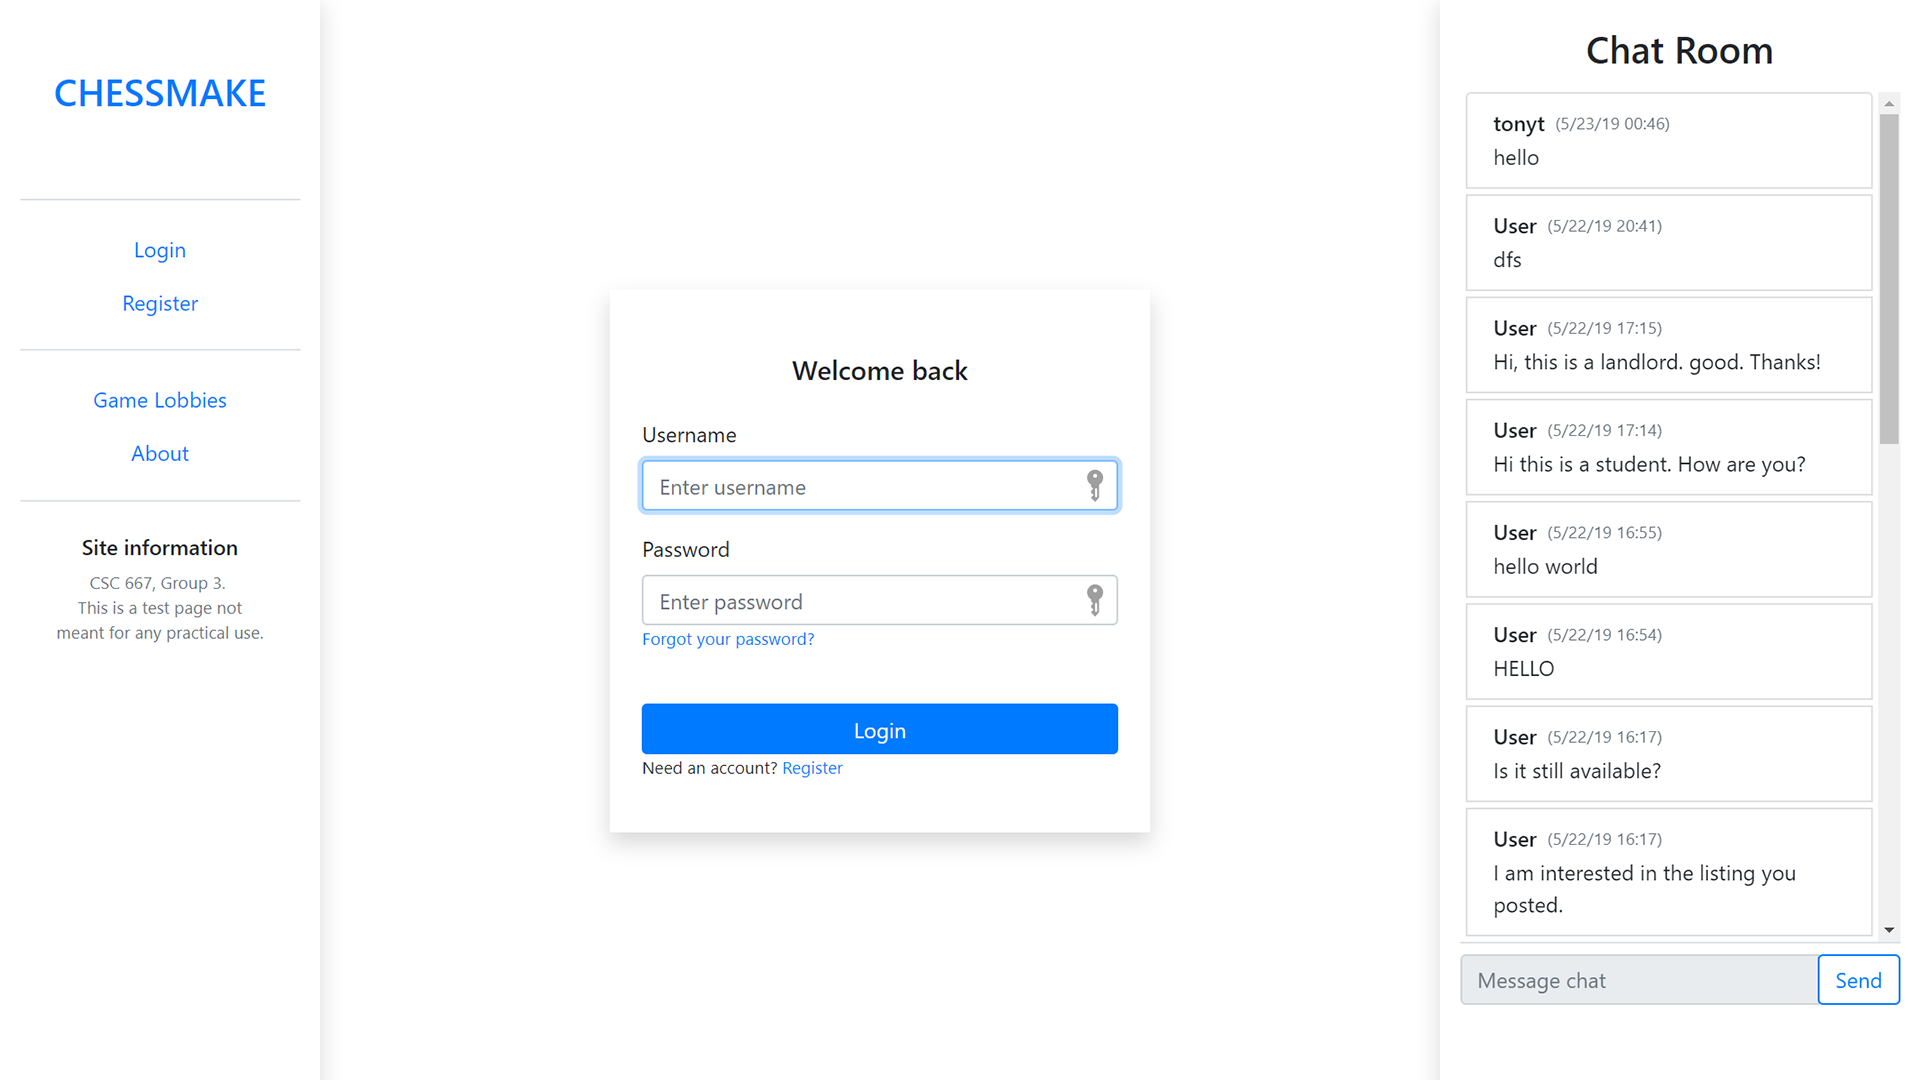 CHESSMAKE
Login
Register
Game Lobbies
About
Site information
CSC 667, Group 3.
This is a test page not
meant for any practical use.
Welcome back
Username
Enter username
Password
Enter password
Forgot your password?
Login
Need an account? Register
Chat Room
tonyt (5/23/19 00:46)
hello
User (5/22/19 20:41)
dfs
User (5/22/19 17:15)
Hi, this is a landlord. good. Thanks!
User (5/22/19 17:14)
Hi this is a student. How are you?
User (5/22/19 16:55)
hello world
User (5/22/19 16:54)
HELLO
User (5/22/19 16:17)
Is it still available?
User (5/22/19 16:17)
I am interested in the listing you
posted.
Message chat
Send